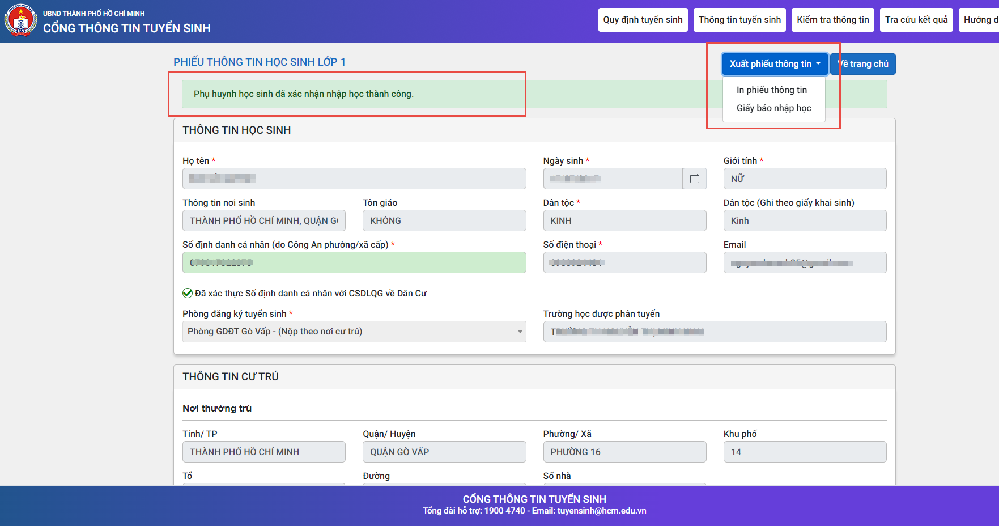 UBND THÀNH PHỐ HỒ CHÍ MINH
CỔNG THÔNG TIN TUYỂN SINH
Quy định tuyển sinh
Thông tin tuyển sinh
Kiểm tra thông tin
Tra cứu kết quả
Hướng d
PHIẾU THÔNG TIN HỌC SINH LỚP 1
Xuất phiếu thông tin
Về trang chủ
Phụ huynh học sinh đã xác nhận nhập học thành công.
In phiếu thông tin
Giấy báo nhập học
THÔNG TIN HỌC SINH
Họ tên *
Ngày sinh *
Giới tính *
NỮ
Thông tin nơi sinh
Tôn giáo
Dân tộc *
Dân tộc (Ghi theo giấy khai sinh)
THÀNH PHỐ HỒ CHÍ MINH, QUẬN GÒ
KHÔNG
KINH
Kinh
Số định danh cá nhân (do Công An phường/xã cấp) *
Số điện thoại *
Email
Đã xác thực Số định danh cá nhân với CSDLQG về Dân Cư
Phòng đăng ký tuyển sinh *
Trường học được phân tuyến
Phòng GDĐT Gò Vấp - (Nộp theo nơi cư trú)
THÔNG TIN CƯ TRÚ
Nơi thường trú
Tỉnh/ TP
Quận/ Huyện
Phường/ Xã
Khu phố
THÀNH PHỐ HỒ CHÍ MINH
QUẬN GÒ VẤP
PHƯỜNG 16
14
Tổ
Đường
Số nhà
CỔNG THÔNG TIN TUYỂN SINH
Tổng đài hỗ trợ: 1900 4740 - Email: tuyensinh@hcm.edu.vn